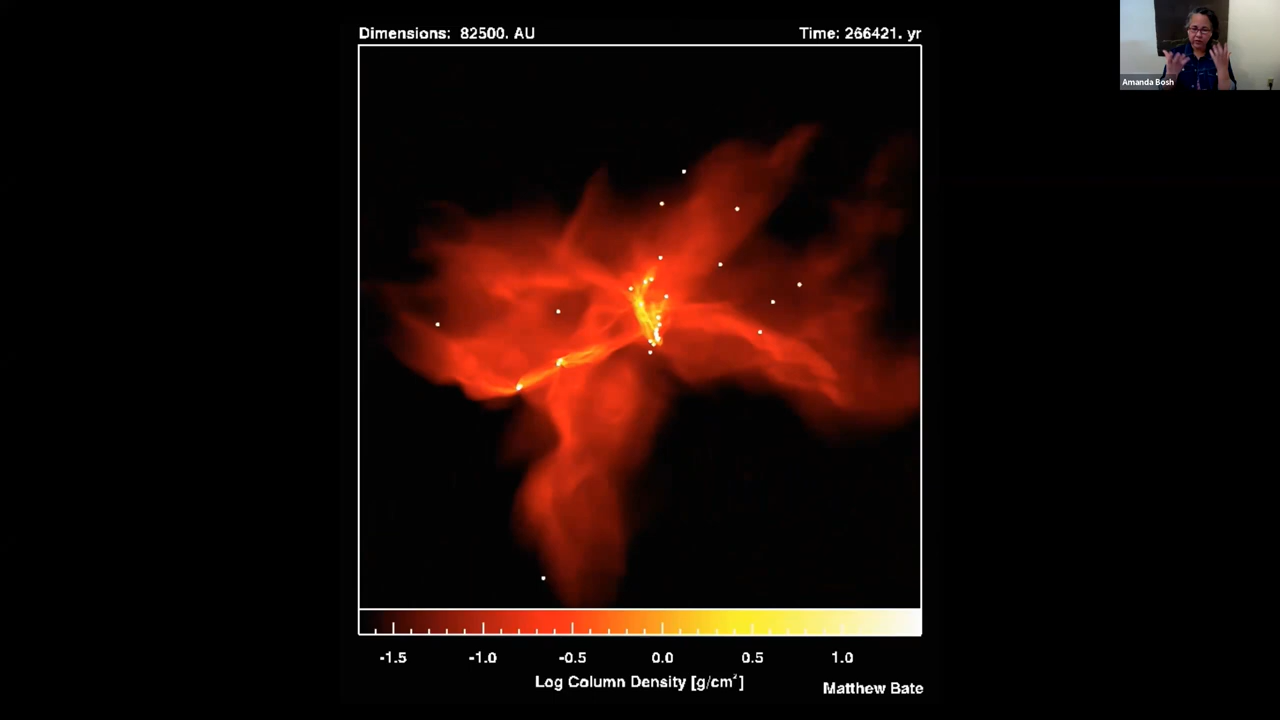 Dimensions: 82500. AU
Time: 266421. yr
Amanda Bosh
-1.5 -1.0 -0.5 0.0 0.5 1.0
Log Column Density [g/cm²]
Matthew Bate